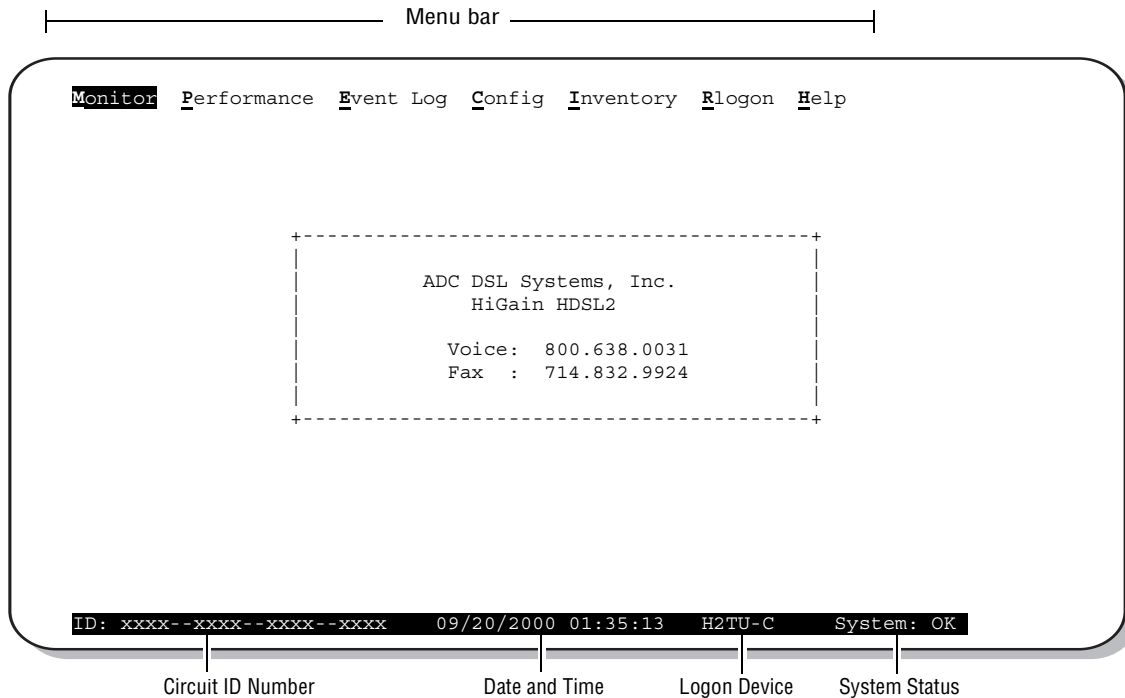 Menu bar
Monitor Performance Event Log Config Inventory Rlogon Help
ADC DSL Systems, Inc.
HiGain HDSL2
Voice: 800.638.0031
Fax : 714.832.9924
ID: xxxx--xxxx--xxxx--xxxx 09/20/2000 01:35:13 H2TU-C System: OK
Circuit ID Number Date and Time Logon Device System Status